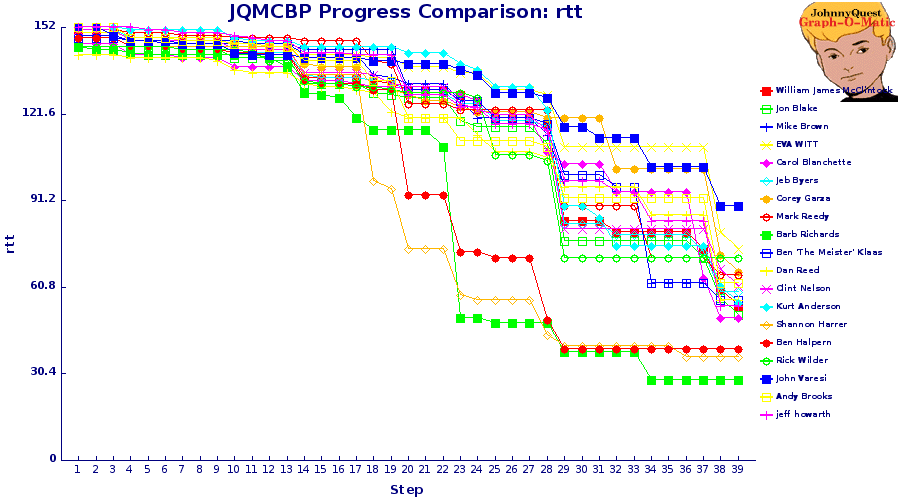 JQMCBP Progress Comparison: rtt
JohnnyQuest
Graph-O-Matic
152
121.6
91.2
60.8
30.4
0
rtt
1 2 3 4 5 6 7 8 9 10 11 12 13 14 15 16 17 18 19 20 21 22 23 24 25 26 27 28 29 30 31 32 33 34 35 36 37 38 39
Step
William James McClintock
Jon Blake
Mike Brown
EVA WITT
Carol Blanchette
Jeb Byers
Corey Garza
Mark Reedy
Barb Richards
Ben 'The Meister' Klaas
Dan Reed
Clint Nelson
Kurt Anderson
Shannon Harrer
Ben Halpern
Rick Wilder
John Varesi
Andy Brooks
jeff howarth